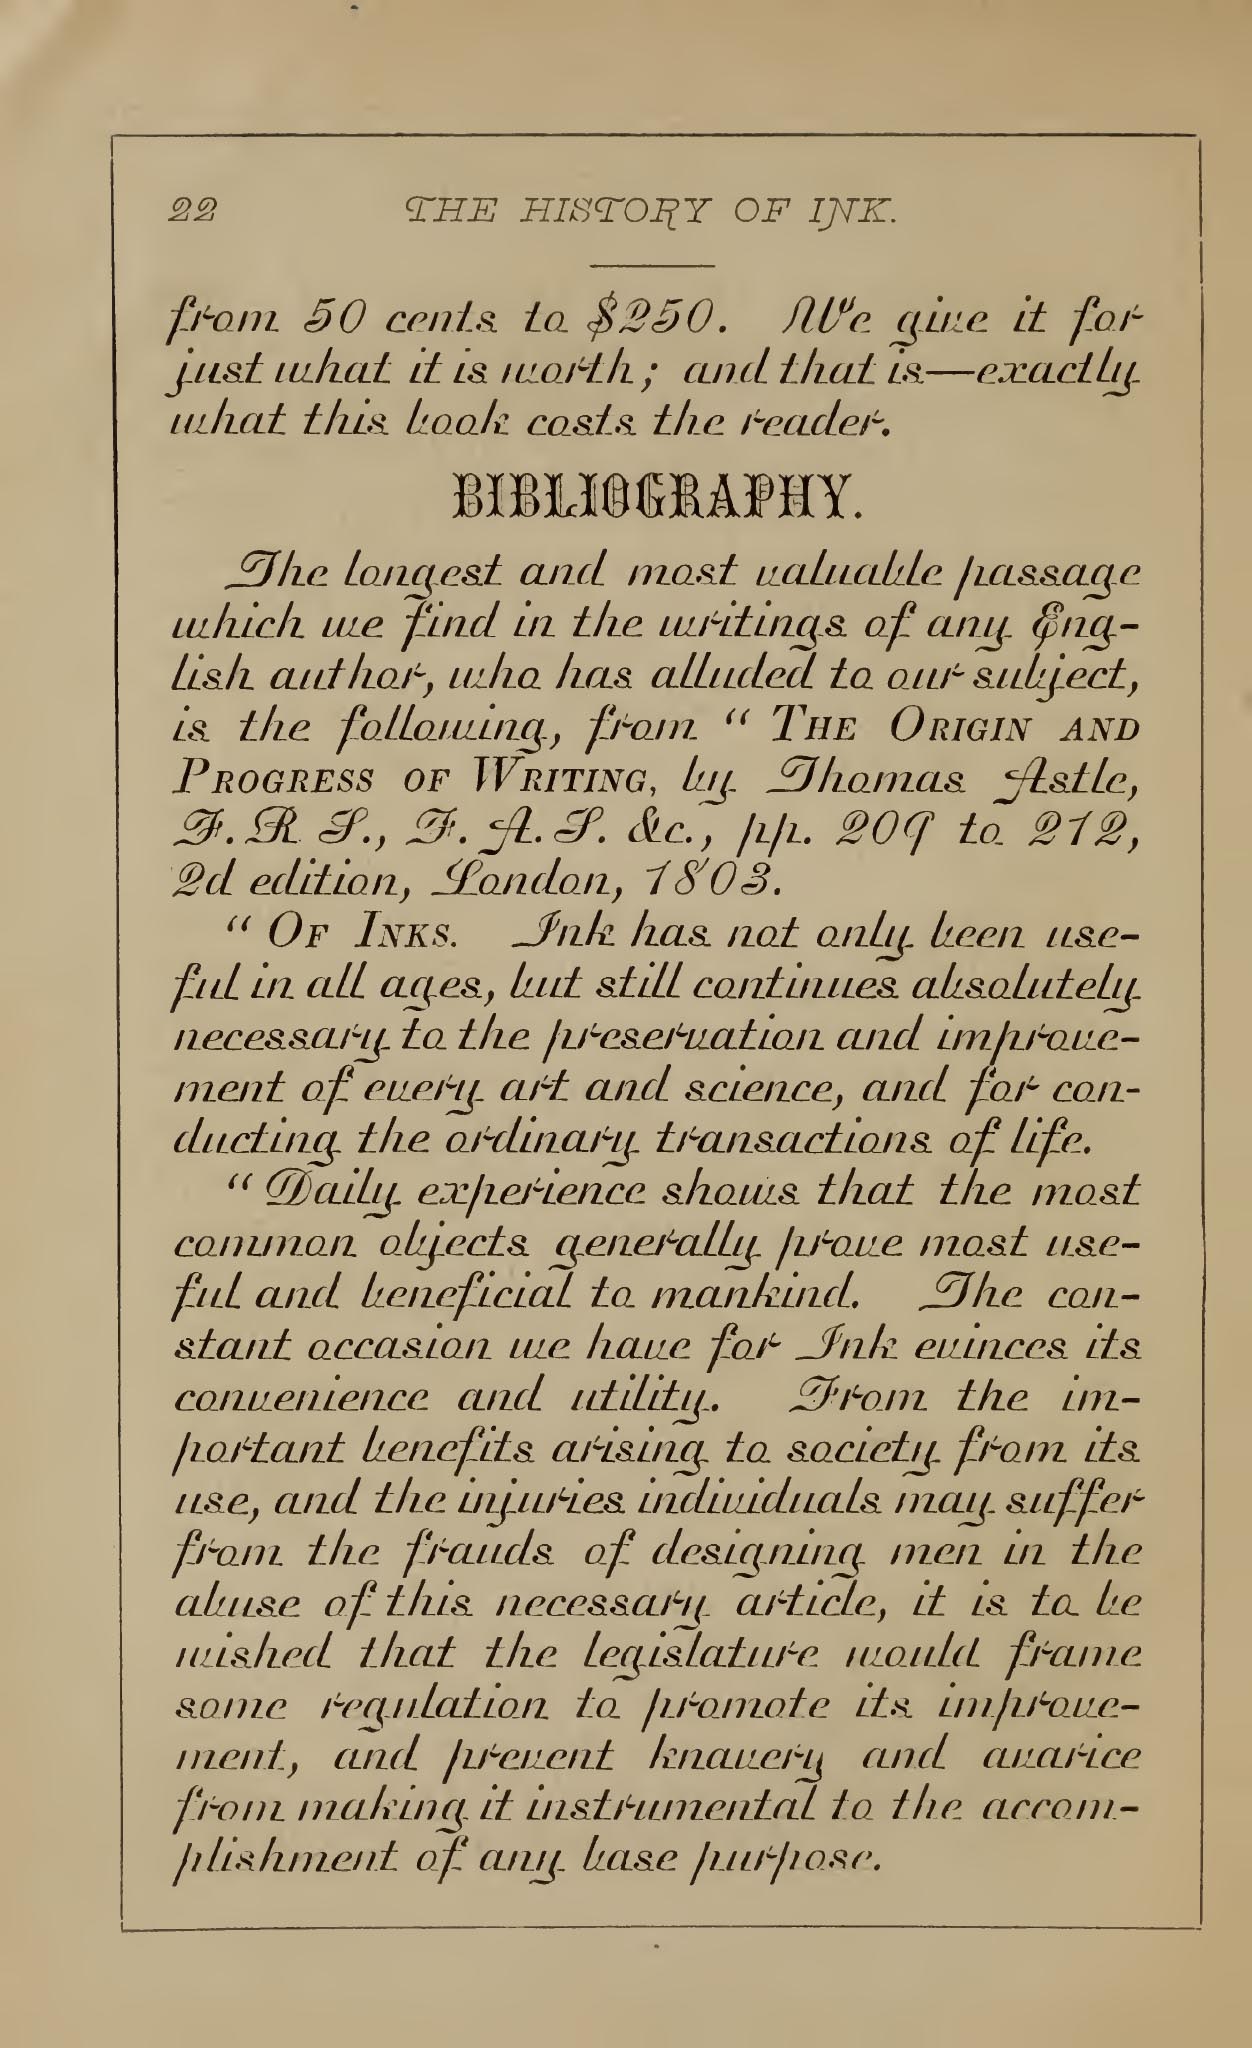 22 THE HISTORY OF INK.
from 50 cents to $250. We give it for
just what it is worth; and that is—exactly
what this book costs the reader.
BIBLIOGRAPHY.
The longest and most valuable passage
which we find in the writings of any Eng-
lish author, who has alluded to our subject,
is the following, from “ THE ORIGIN AND
PROGRESS OF WRITING, by Thomas Astle,
F. R S., F. A. S. &c., pp. 209 to 212,
2d edition, London, 1803.
“ OF INKS. Ink has not only been use-
ful in all ages, but still continues absolutely
necessary to the preservation and improve-
ment of every art and science, and for con-
ducting the ordinary transactions of life.
“ Daily experience shows that the most
common objects generally prove most use-
ful and beneficial to mankind. The con-
stant occasion we have for Ink evinces its
convenience and utility. From the im-
portant benefits arising to society from its
use, and the injuries individuals may suffer
from the frauds of designing men in the
abuse of this necessary article, it is to be
wished that the legislature would frame
some regulation to promote its improve-
ment, and prevent knavery and avarice
from making it instrumental to the accom-
plishment of any base purpose.